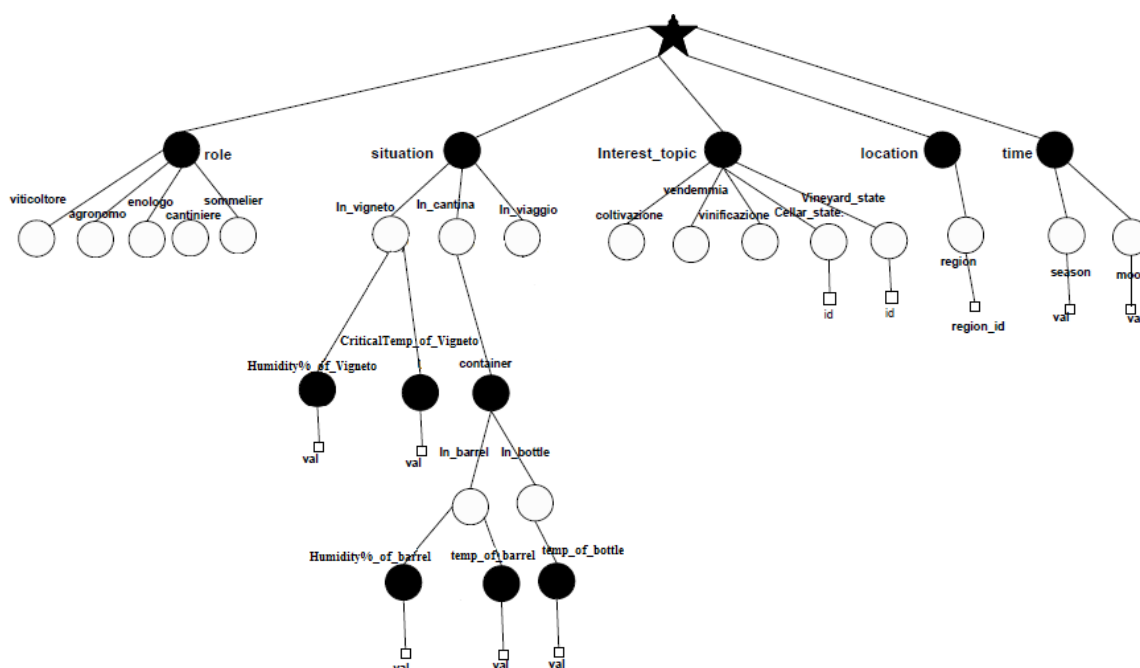 role
situation
Interest_topic
location
time
viticoltore
agronomo
enologo
cantiniere
sommelier
In_vigneto
In_cantina
In_viaggio
coltivazione
vendemmia
vinificazione
Cellar_state:
Vineyard_state
region
season
moo
id
id
region_id
val
va
Humidity%_of_Vigneto
CriticalTemp_of_Vigneto
container
val
val
In_barrel
In_bottle
Humidity%_of_barrel
temp_of_barrel
temp_of_bottle
val
val
val